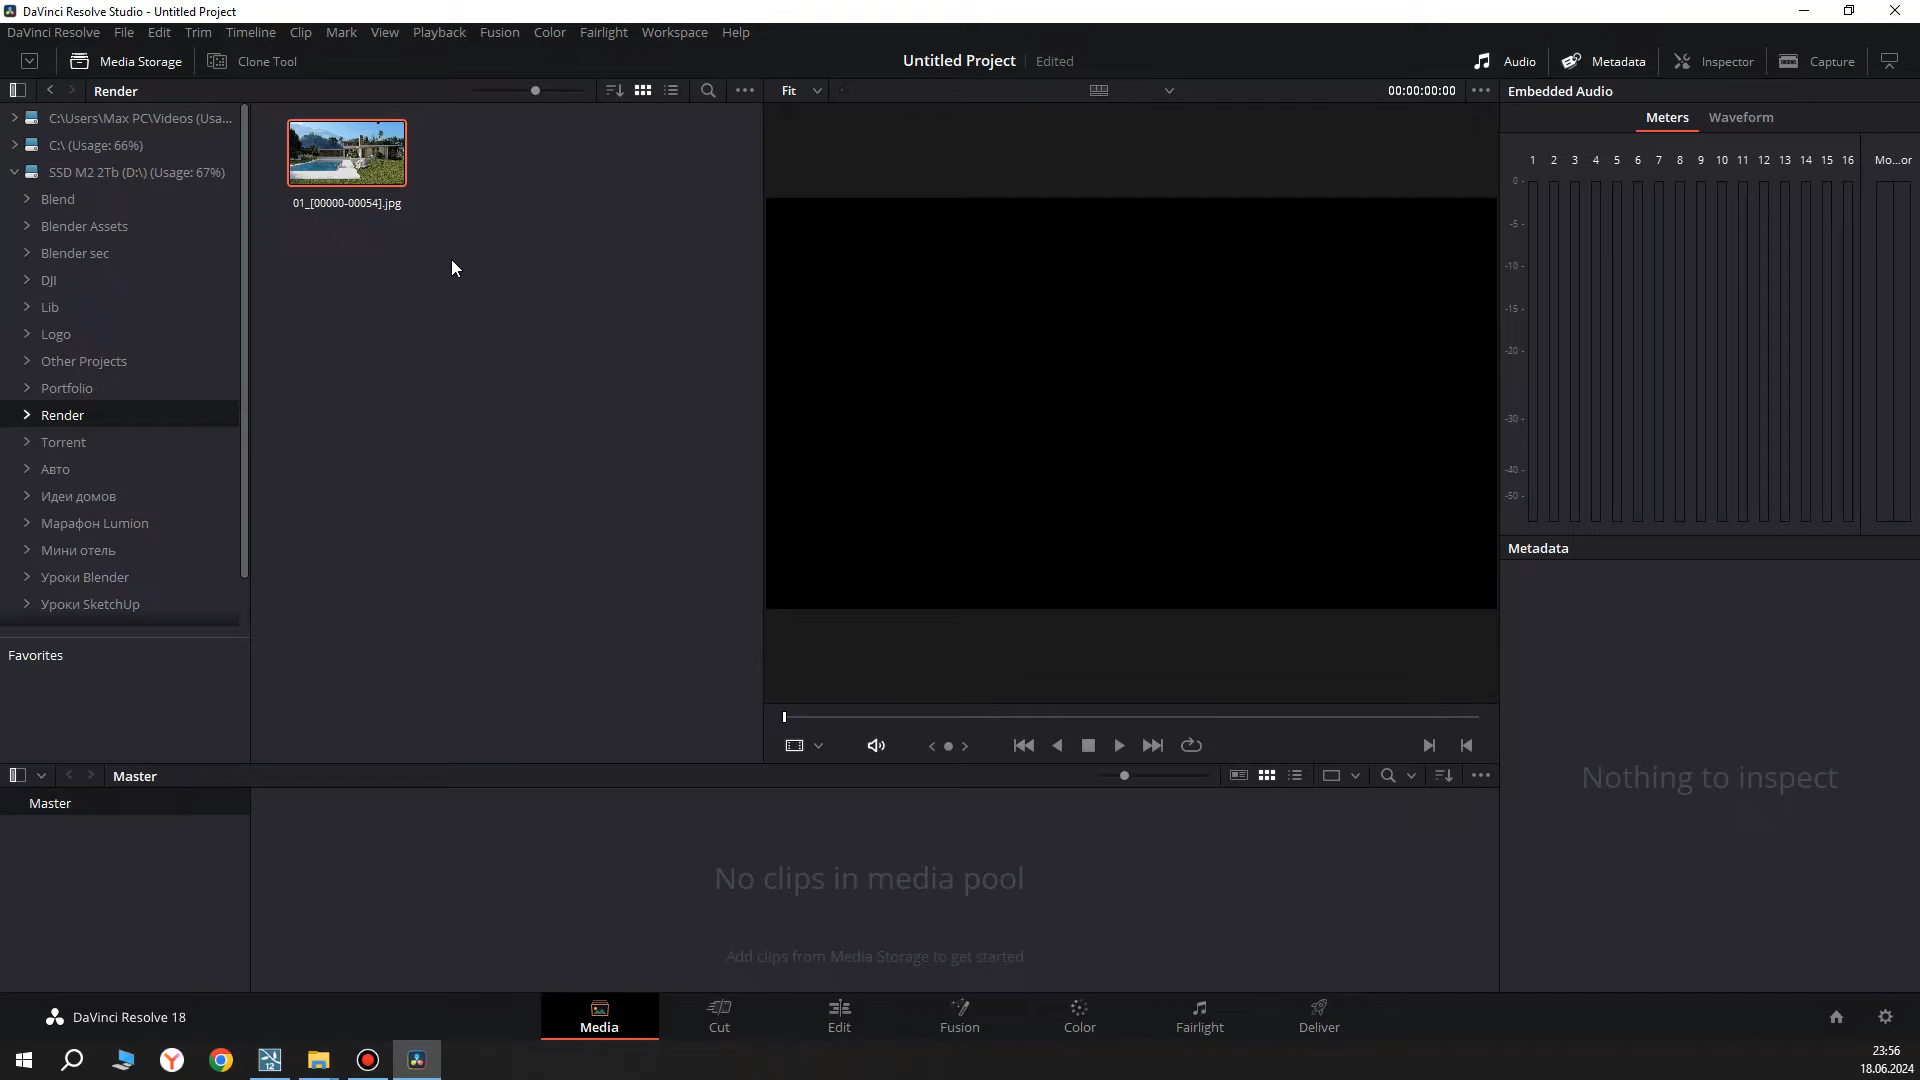 DaVinci Resolve Studio - Untitled Project
DaVinci Resolve File Edit Trim Timeline Clip Mark View Playback Fusion Color Fairlight Workspace Help
Media Storage Clone Tool Untitled Project Edited Audio Metadata Inspector Capture
Render Fit 00:00:00:00 Embedded Audio
C:\Users\Max PC\Videos (Usa...
C:\ (Usage: 66%)
SSD M2 2Tb (D:\) (Usage: 67%)
Blend
Blender Assets
Blender sec
DJI
Lib
Logo
Other Projects
Portfolio
Render
Torrent
Авто
Идеи домов
Марафон Lumion
Мини отель
Уроки Blender
Уроки SketchUp
Favorites
01_[00000-00054].jpg
Meters Waveform
1 2 3 4 5 6 7 8 9 10 11 12 13 14 15 16 Mo...or
0 -
-5 -
-10 -
-15 -
-20 -
-30 -
-40 -
-50 -
Metadata
Nothing to inspect
Master
Master
No clips in media pool
Add clips from Media Storage to get started
DaVinci Resolve 18
Media Cut Edit Fusion Color Fairlight Deliver
12
23:56
18.06.2024